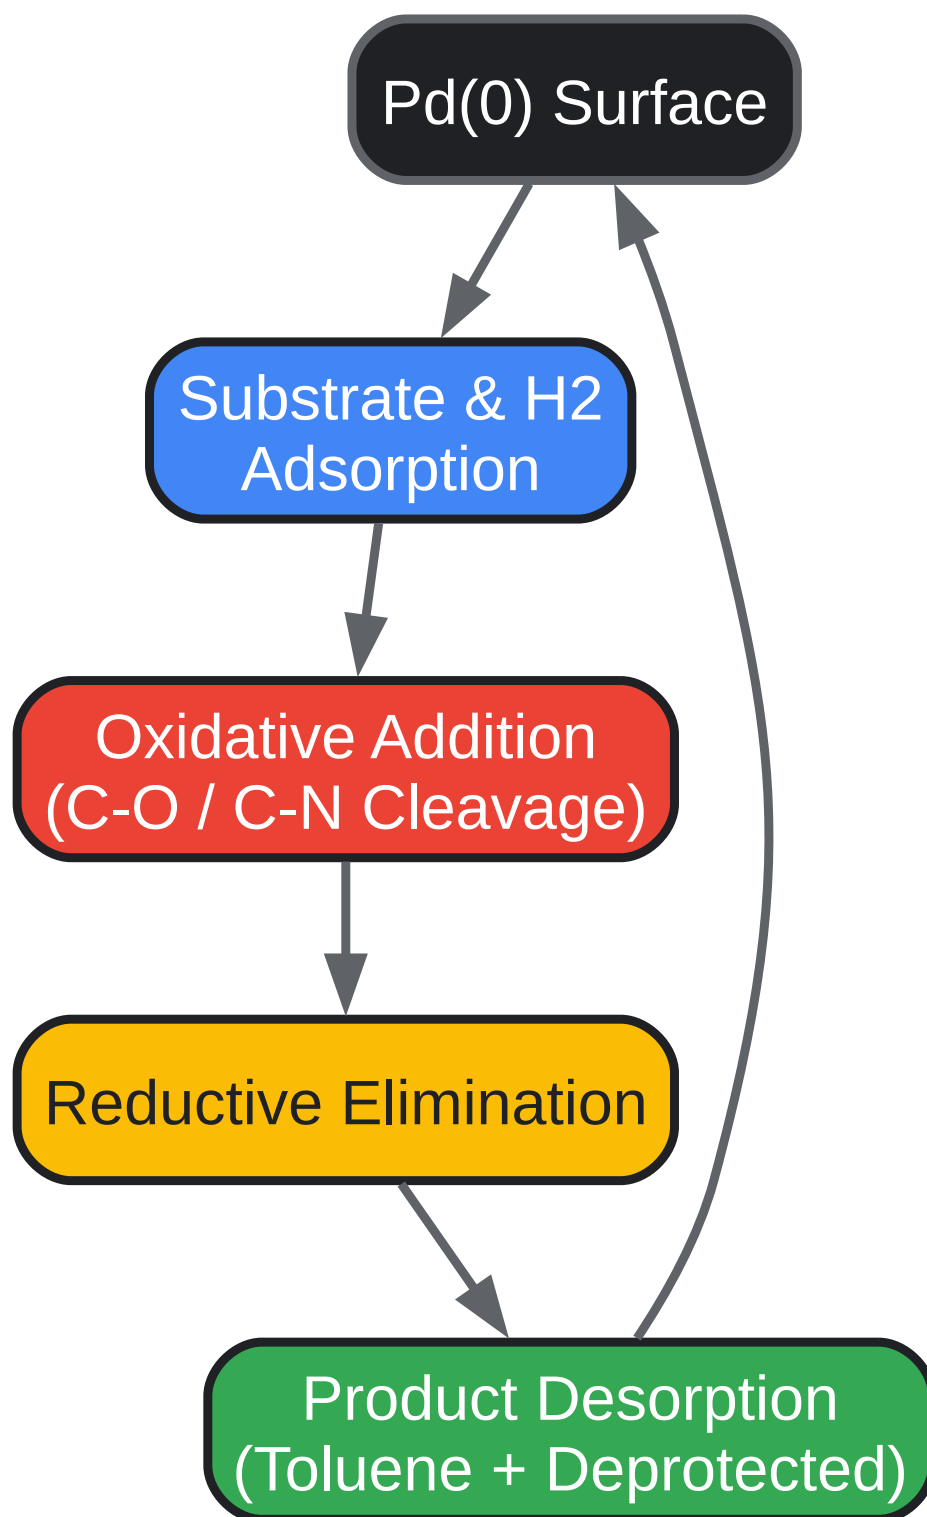 Pd(0) Surface
Substrate & H2
Adsorption
Oxidative Addition
(C-O / C-N Cleavage)
Reductive Elimination
Product Desorption
(Toluene + Deprotected)